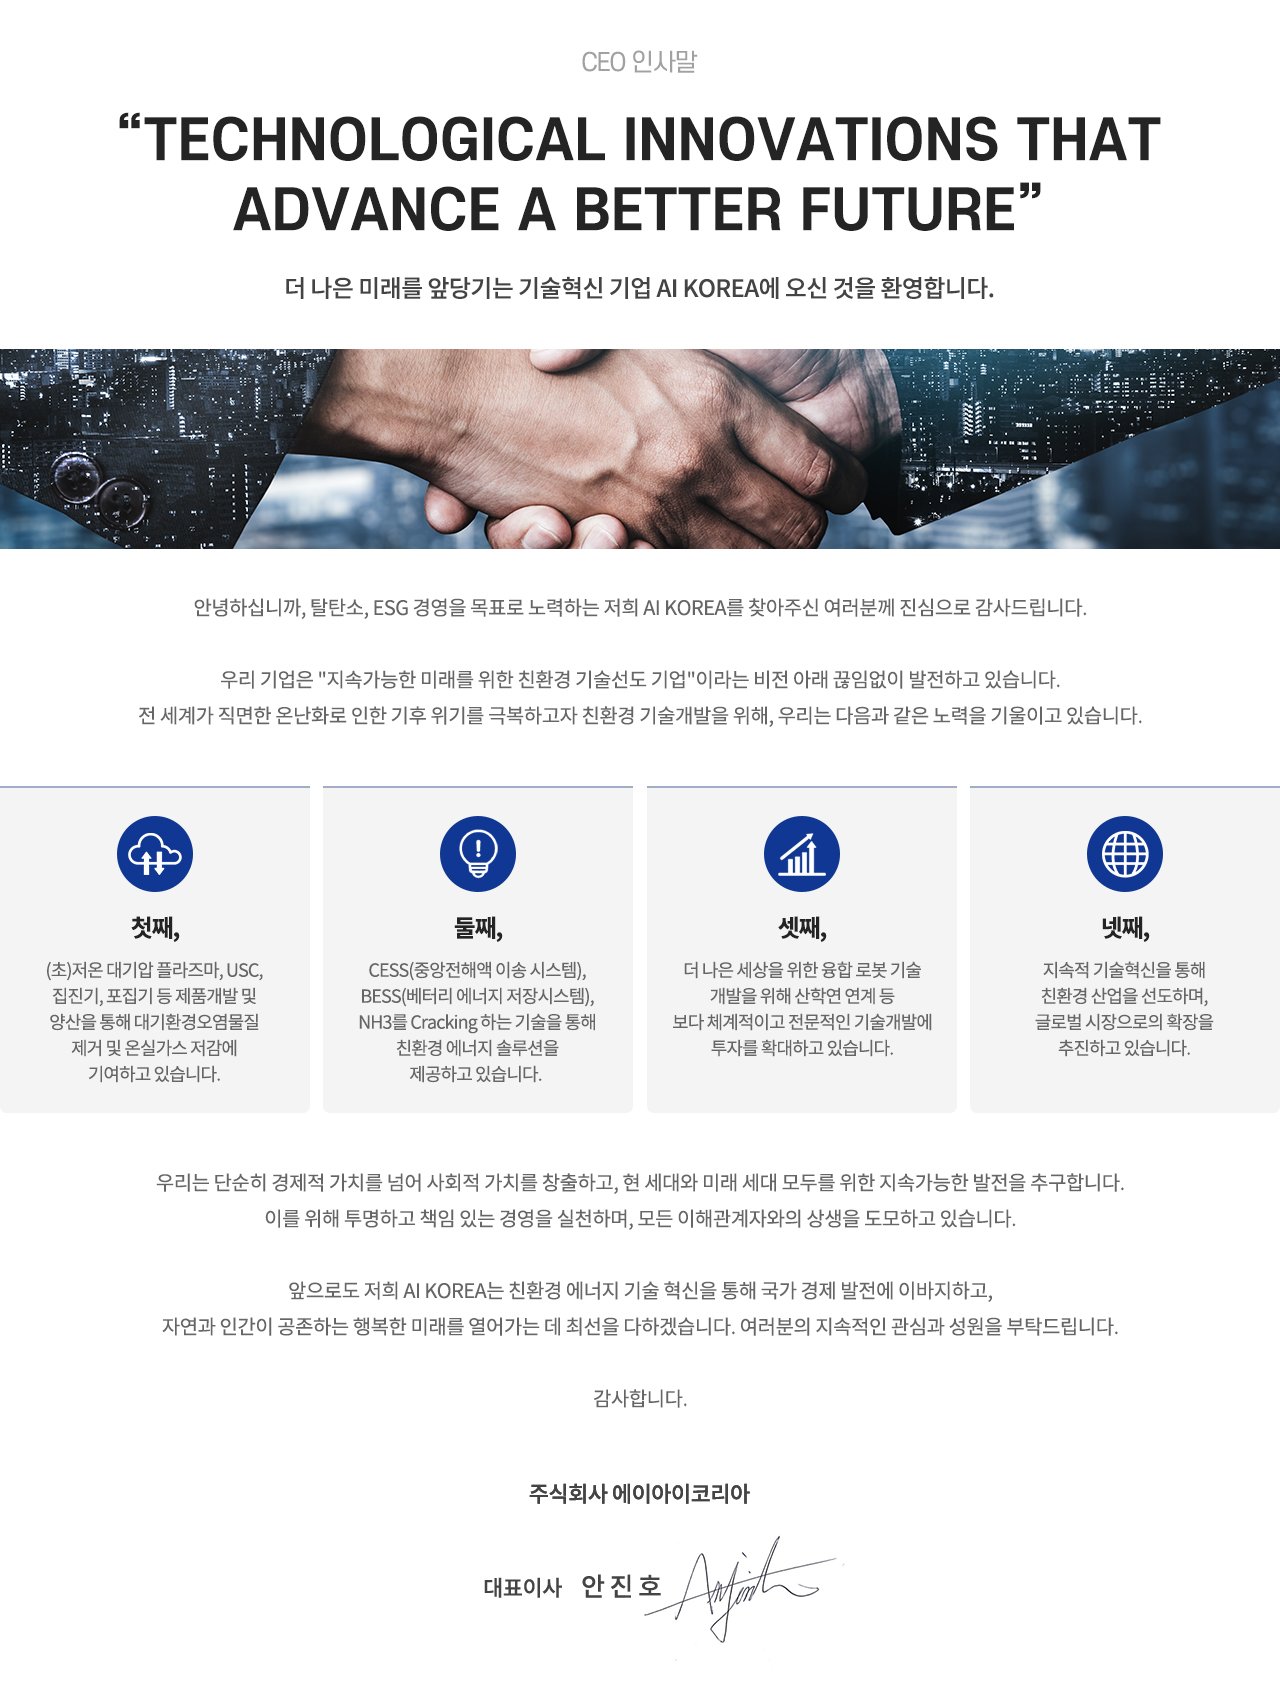 CEO 인사말
“TECHNOLOGICAL INNOVATIONS THAT
ADVANCE A BETTER FUTURE”
더 나은 미래를 앞당기는 기술혁신 기업 AI KOREA에 오신 것을 환영합니다.
안녕하십니까, 탈탄소, ESG 경영을 목표로 노력하는 저희 AI KOREA를 찾아주신 여러분께 진심으로 감사드립니다.
우리 기업은 "지속가능한 미래를 위한 친환경 기술선도 기업"이라는 비전 아래 끊임없이 발전하고 있습니다.
전 세계가 직면한 온난화로 인한 기후 위기를 극복하고자 친환경 기술개발을 위해, 우리는 다음과 같은 노력을 기울이고 있습니다.
첫째,
(초)저온 대기압 플라즈마, USC,
집진기, 포집기 등 제품개발 및
양산을 통해 대기환경오염물질
제거 및 온실가스 저감에
기여하고 있습니다.
둘째,
CESS(중앙전해액 이송 시스템),
BESS(베터리 에너지 저장시스템),
NH3를 Cracking 하는 기술을 통해
친환경 에너지 솔루션을
제공하고 있습니다.
셋째,
더 나은 세상을 위한 융합 로봇 기술
개발을 위해 산학연 연계 등
보다 체계적이고 전문적인 기술개발에
투자를 확대하고 있습니다.
넷째,
지속적 기술혁신을 통해
친환경 산업을 선도하며,
글로벌 시장으로의 확장을
추진하고 있습니다.
우리는 단순히 경제적 가치를 넘어 사회적 가치를 창출하고, 현 세대와 미래 세대 모두를 위한 지속가능한 발전을 추구합니다.
이를 위해 투명하고 책임 있는 경영을 실천하며, 모든 이해관계자와의 상생을 도모하고 있습니다.
앞으로도 저희 AI KOREA는 친환경 에너지 기술 혁신을 통해 국가 경제 발전에 이바지하고,
자연과 인간이 공존하는 행복한 미래를 열어가는 데 최선을 다하겠습니다. 여러분의 지속적인 관심과 성원을 부탁드립니다.
감사합니다.
주식회사 에이아이코리아
대표이사 안 진 호